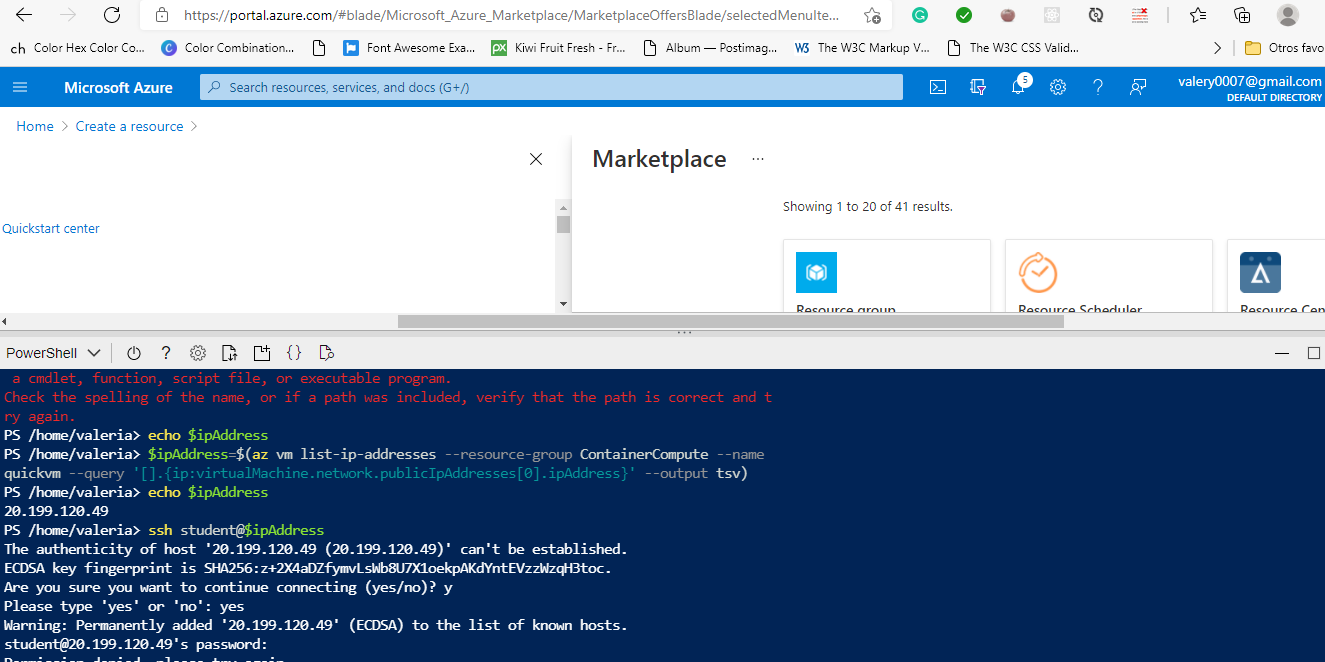 https://portal.azure.com/#blade/Microsoft_Azure_Marketplace/MarketplaceOffersBlade/selectedMenuIte...
ch Color Hex Color Co... Color Combination... Font Awesome Exa... Kiwi Fruit Fresh - Fr... Album — Postimag... W3S The W3C Markup V... The W3C CSS Valid... Otros favo
Microsoft Azure Search resources, services, and docs (G+/) 5 valery0007@gmail.com
DEFAULT DIRECTORY
Home > Create a resource >
Marketplace ...
Showing 1 to 20 of 41 results.
Quickstart center
Resource group Resource Scheduler Resource Cen
PowerShell
a cmdlet, function, script file, or executable program.
Check the spelling of the name, or if a path was included, verify that the path is correct and t
ry again.
PS /home/valeria> echo $ipAddress
PS /home/valeria> $ipAddress=$(az vm list-ip-addresses --resource-group ContainerCompute --name
quickvm --query '[].{ip:virtualMachine.network.publicIpAddresses[0].ipAddress}' --output tsv)
PS /home/valeria> echo $ipAddress
20.199.120.49
PS /home/valeria> ssh student@$ipAddress
The authenticity of host '20.199.120.49 (20.199.120.49)' can't be established.
ECDSA key fingerprint is SHA256:z+2X4aDZfymvLsWb8U7X1oekpAKdYntEVzzWzqH3toc.
Are you sure you want to continue connecting (yes/no)? y
Please type 'yes' or 'no': yes
Warning: Permanently added '20.199.120.49' (ECDSA) to the list of known hosts.
student@20.199.120.49's password:
Permission denied, please try again